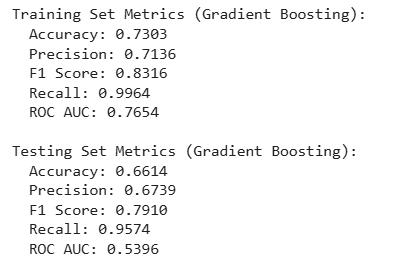 Training Set Metrics (Gradient Boosting):
Accuracy: 0.7303
Precision: 0.7136
F1 Score: 0.8316
Recall: 0.9964
ROC AUC: 0.7654
Testing Set Metrics (Gradient Boosting):
Accuracy: 0.6614
Precision: 0.6739
F1 Score: 0.7910
Recall: 0.9574
ROC AUC: 0.5396